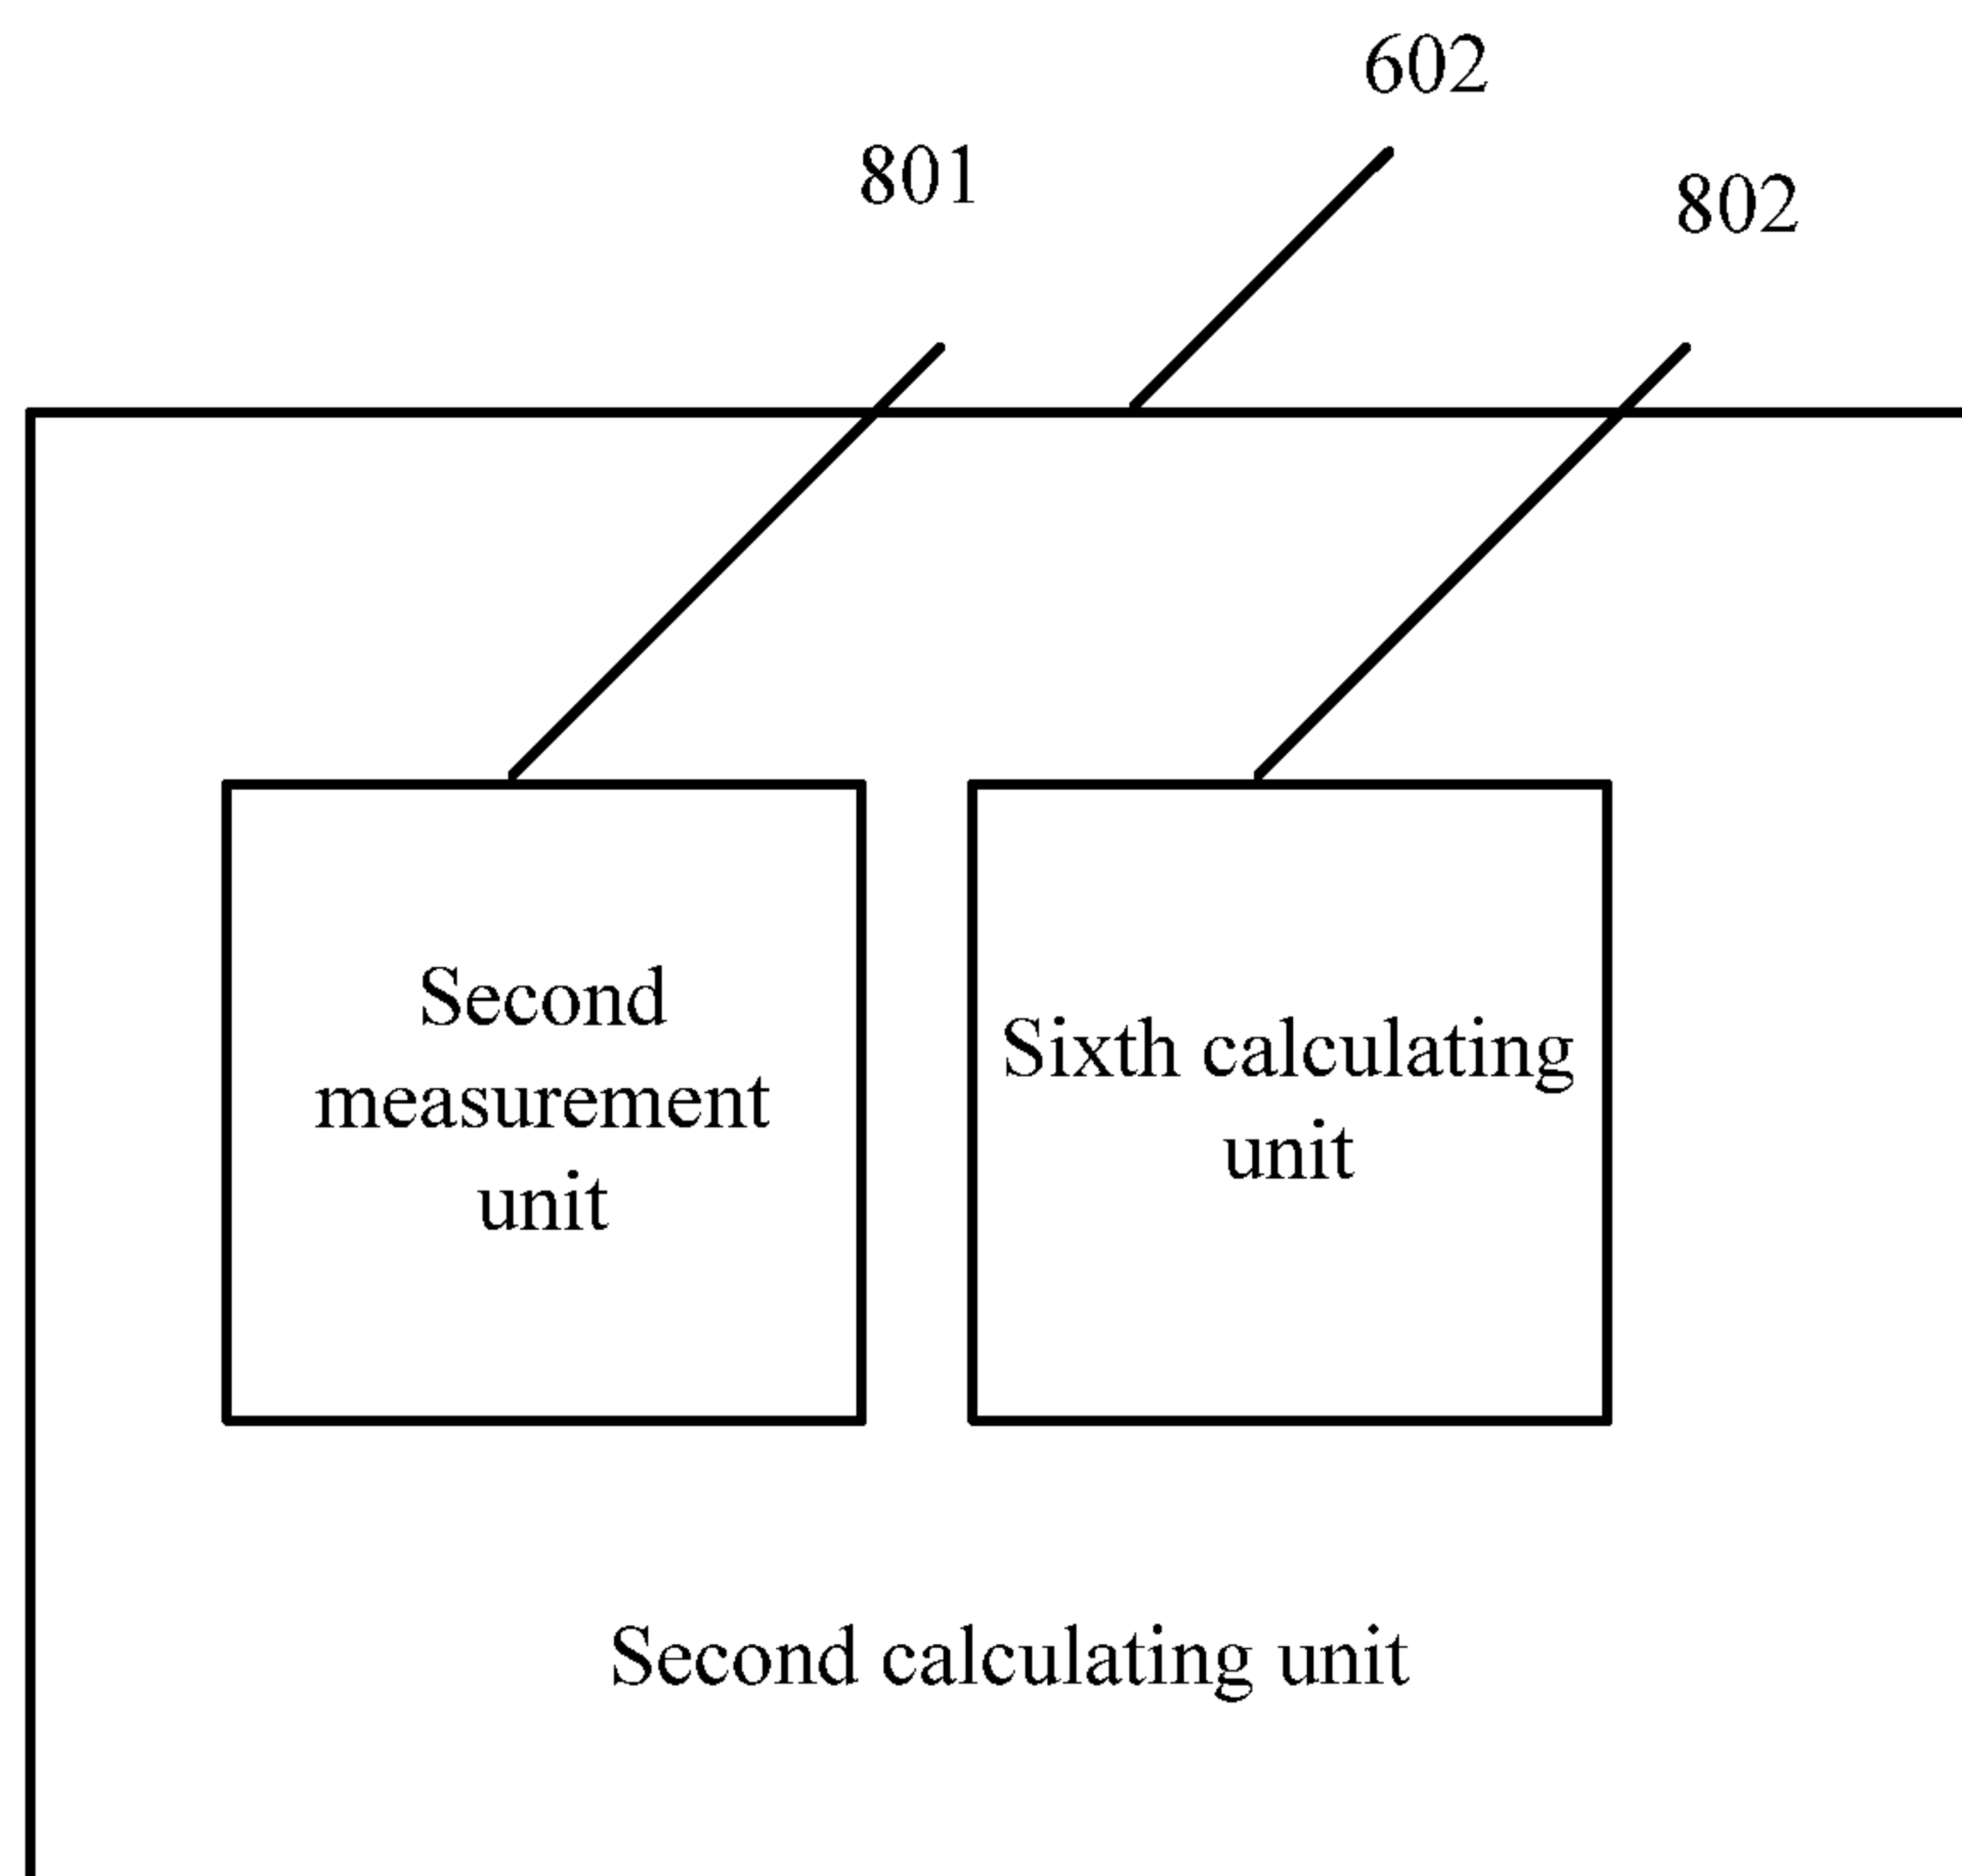 602
801
802
Second
measurement
unit
Sixth calculating
unit
Second calculating unit